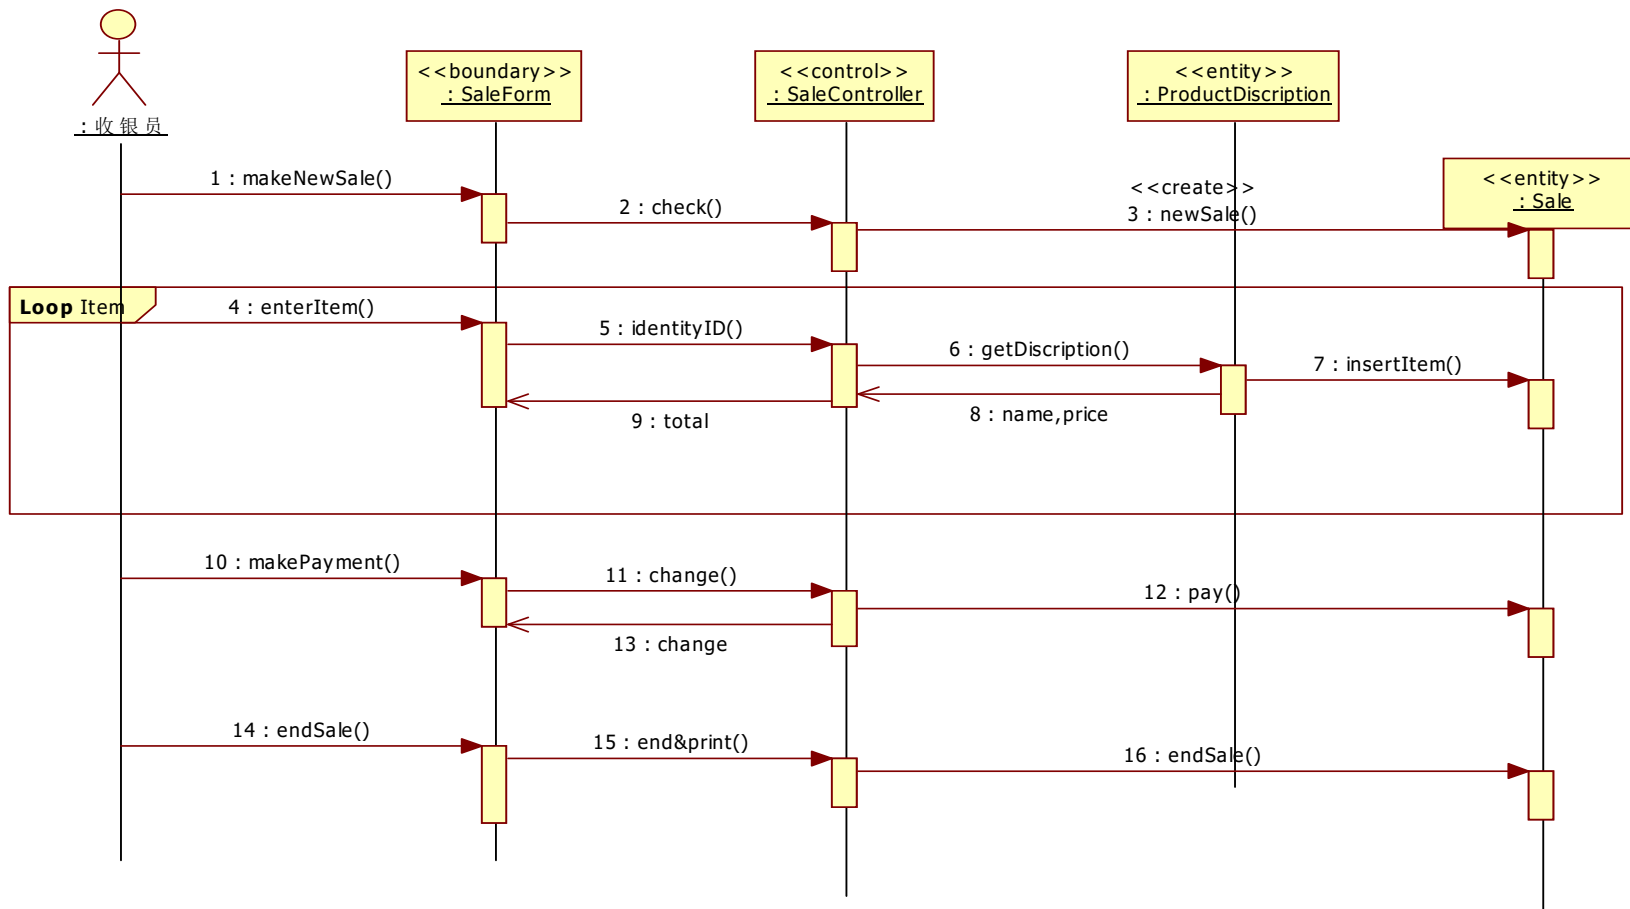 <<boundary>>
: SaleForm
<<control>>
: SaleController
<<entity>>
: ProductDiscription
: 收银员
<<entity>>
: Sale
1 : makeNewSale()
2 : check()
<<create>>
3 : newSale()
Loop Item
4 : enterItem()
5 : identityID()
6 : getDiscription()
7 : insertItem()
8 : name,price
9 : total
10 : makePayment()
11 : change()
12 : pay()
13 : change
14 : endSale()
15 : end&print()
16 : endSale()